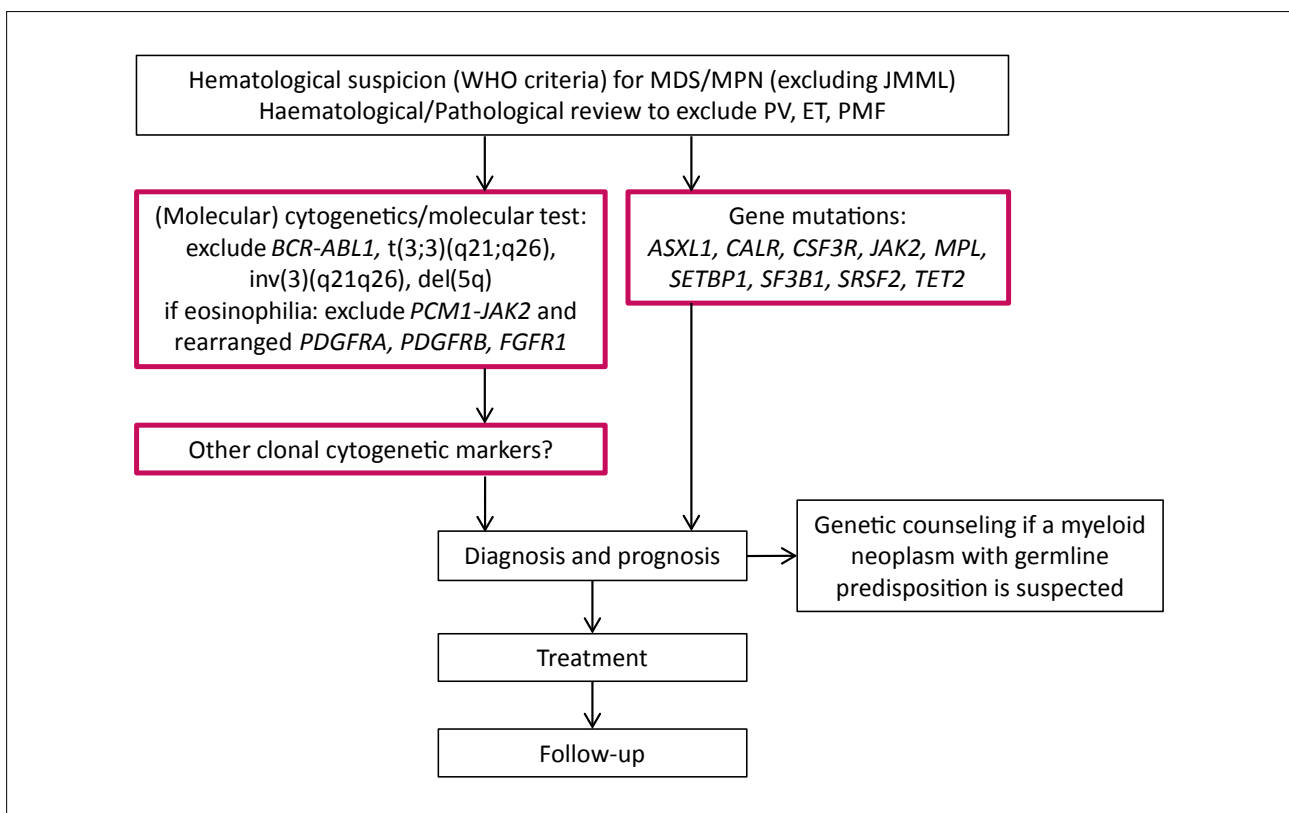 Hematological suspicion (WHO criteria) for MDS/MPN (excluding JMML)
Haematological/Pathological review to exclude PV, ET, PMF
(Molecular) cytogenetics/molecular test:
exclude BCR-ABL1, t(3;3)(q21;q26),
inv(3)(q21q26), del(5q)
if eosinophilia: exclude PCM1-JAK2 and
rearranged PDGFRA, PDGFRB, FGFR1
Gene mutations:
ASXL1, CALR, CSF3R, JAK2, MPL,
SETBP1, SF3B1, SRSF2, TET2
Other clonal cytogenetic markers?
Diagnosis and prognosis
Genetic counseling if a myeloid
neoplasm with germline
predisposition is suspected
Treatment
Follow-up